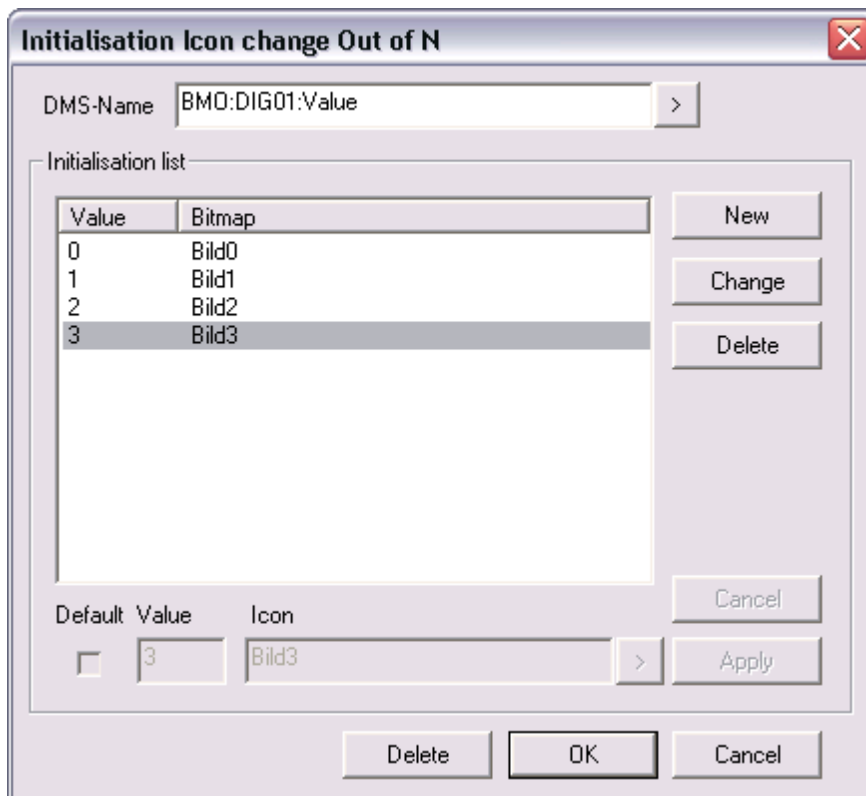 Initialisation Icon change Out of N
DMS-Name BMO:DIG01:Value >
Initialisation list
Value Bitmap
0 Bild0
1 Bild1
2 Bild2
3 Bild3
New
Change
Delete
Cancel
Default Value Icon
3 Bild3 > Apply
Delete OK Cancel